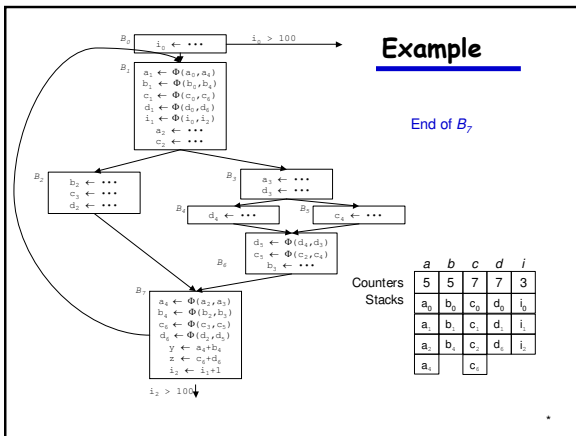 Example
End of B₇
B₀
i₀ ← •••
i₀ > 100
B₁
a₁ ← Φ(a₀,a₄)
b₁ ← Φ(b₀,b₄)
c₁ ← Φ(c₀,c₆)
d₁ ← Φ(d₀,d₆)
i₁ ← Φ(i₀,i₂)
a₂ ← •••
c₂ ← •••
B₂
b₂ ← •••
c₃ ← •••
d₂ ← •••
B₃
a₃ ← •••
d₃ ← •••
B₄
d₄ ← •••
B₅
c₄ ← •••
B₆
d₅ ← Φ(d₄,d₃)
c₅ ← Φ(c₂,c₄)
b₃ ← •••
B₇
a₄ ← Φ(a₂,a₃)
b₄ ← Φ(b₂,b₃)
c₆ ← Φ(c₃,c₅)
d₆ ← Φ(d₂,d₅)
y ← a₄+b₄
z ← c₆+d₆
i₂ ← i₁+1
i₂ > 100
a b c d i
Counters 5 5 7 7 3
Stacks a₀ b₀ c₀ d₀ i₀
a₁ b₁ c₁ d₁ i₁
a₂ b₄ c₂ d₆ i₂
a₄ c₆
*